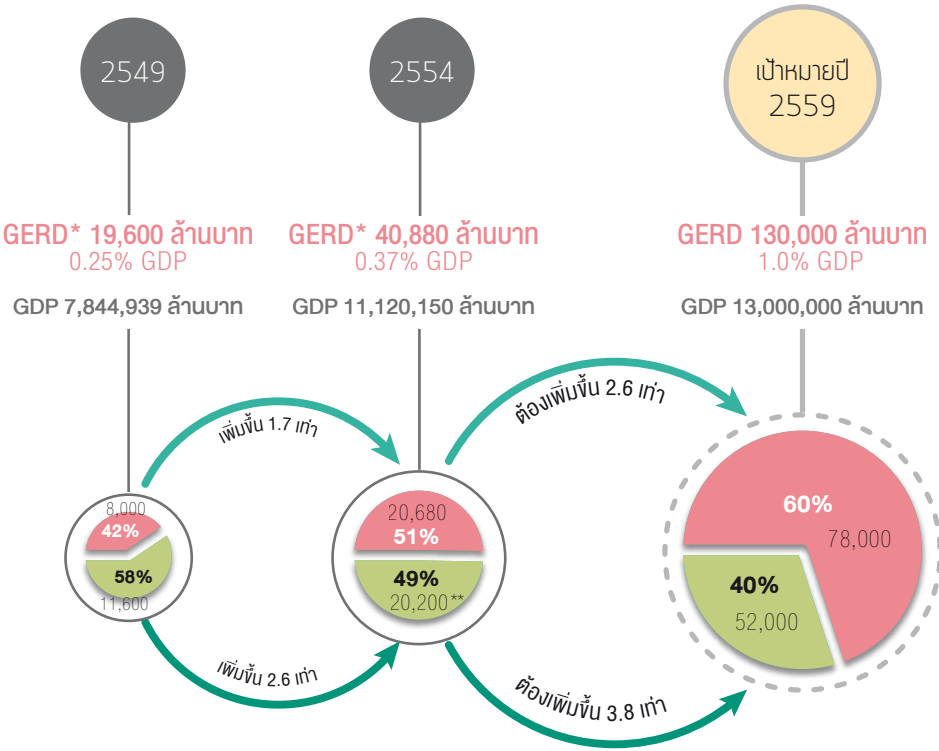 2549
GERD* 19,600 ล้านบาท
0.25% GDP
GDP 7,844,939 ล้านบาท
2554
GERD* 40,880 ล้านบาท
0.37% GDP
GDP 11,120,150 ล้านบาท
เป้าหมายปี
2559
GERD 130,000 ล้านบาท
1.0% GDP
GDP 13,000,000 ล้านบาท
เพิ่มขึ้น 1.7 เท่า
ต้องเพิ่มขึ้น 2.6 เท่า
8,000
42%
58%
11,600
20,680
51%
49%
20,200**
60%
78,000
40%
52,000
เพิ่มขึ้น 2.6 เท่า
ต้องเพิ่มขึ้น 3.8 เท่า